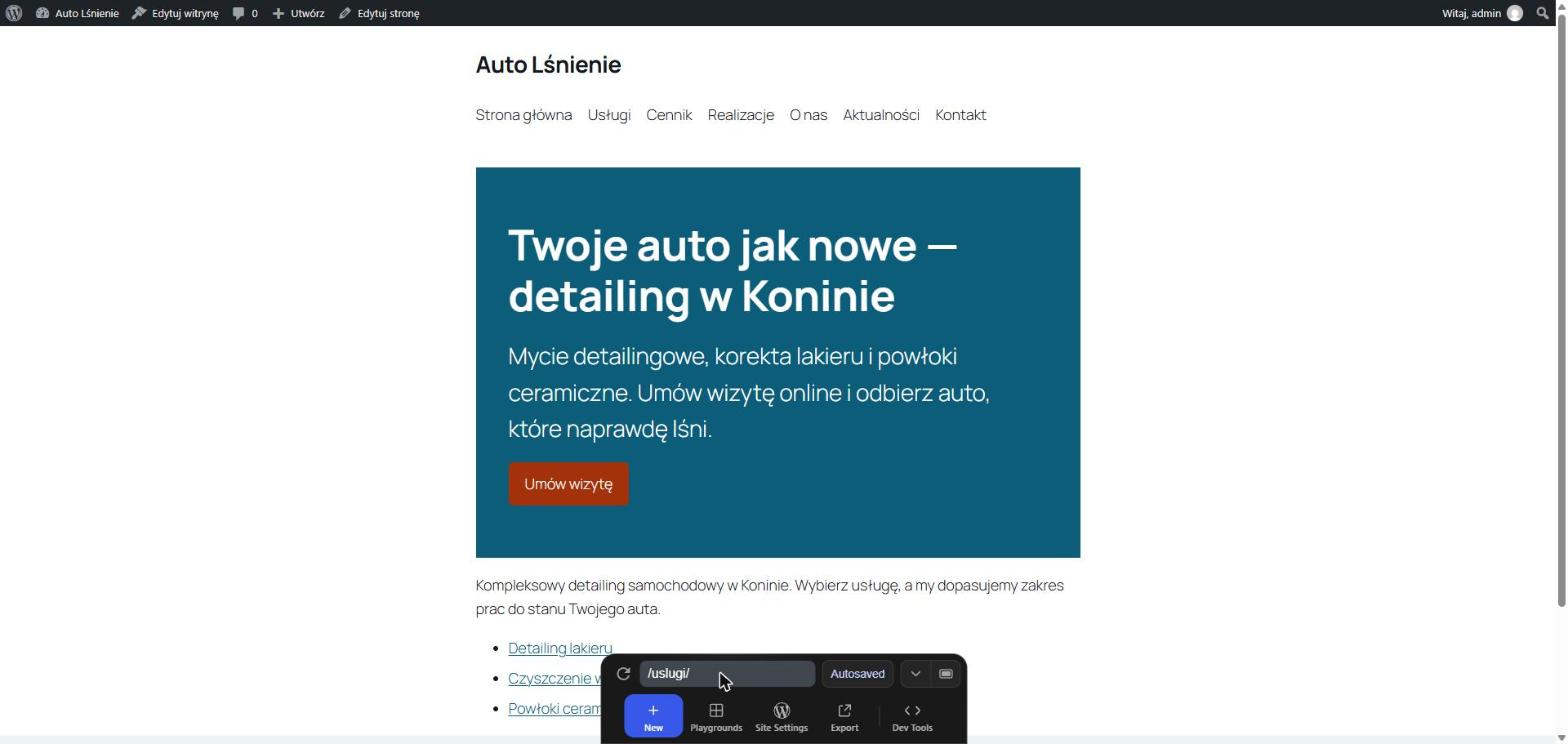 Auto Lśnienie Edytuj witrynę 0 Utwórz Edytuj stronę Witaj, admin
Auto Lśnienie
Strona główna Usługi Cennik Realizacje O nas Aktualności Kontakt
Twoje auto jak nowe —
detailing w Koninie
Mycie detailingowe, korekta lakieru i powłoki
ceramiczne. Umów wizytę online i odbierz auto,
które naprawdę lśni.
Umów wizytę
Kompleksowy detailing samochodowy w Koninie. Wybierz usługę, a my dopasujemy zakres
prac do stanu Twojego auta.
Detailing lakieru
Czyszczenie
Powłoki
/uslugi/ Autosaved
New Playgrounds Site Settings Export Dev Tools